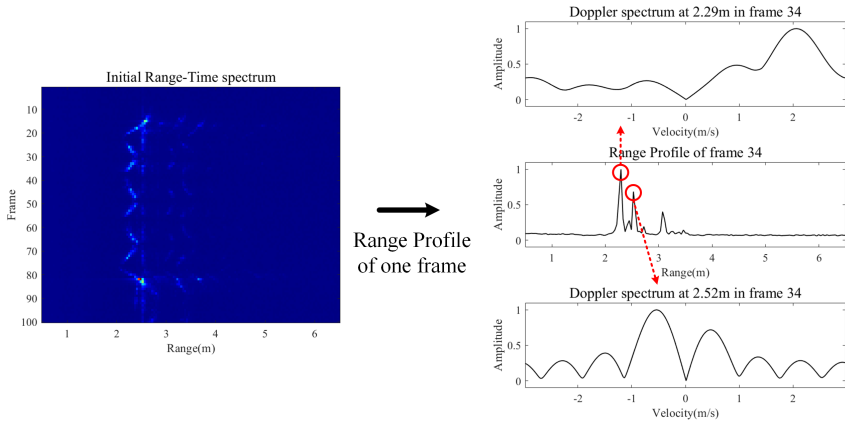 Initial Range-Time spectrum
Frame
10
20
30
40
50
60
70
80
90
100
1 2 3 4 5 6
Range(m)
Range Profile
of one frame
Doppler spectrum at 2.29m in frame 34
Amplitude
1
0.5
0
-2 -1 0 1 2
Velocity(m/s)
Range Profile of frame 34
Amplitude
1
0.5
0
1 2 3 4 5 6
Range(m)
Doppler spectrum at 2.52m in frame 34
Amplitude
1
0.5
0
-2 -1 0 1 2
Velocity(m/s)